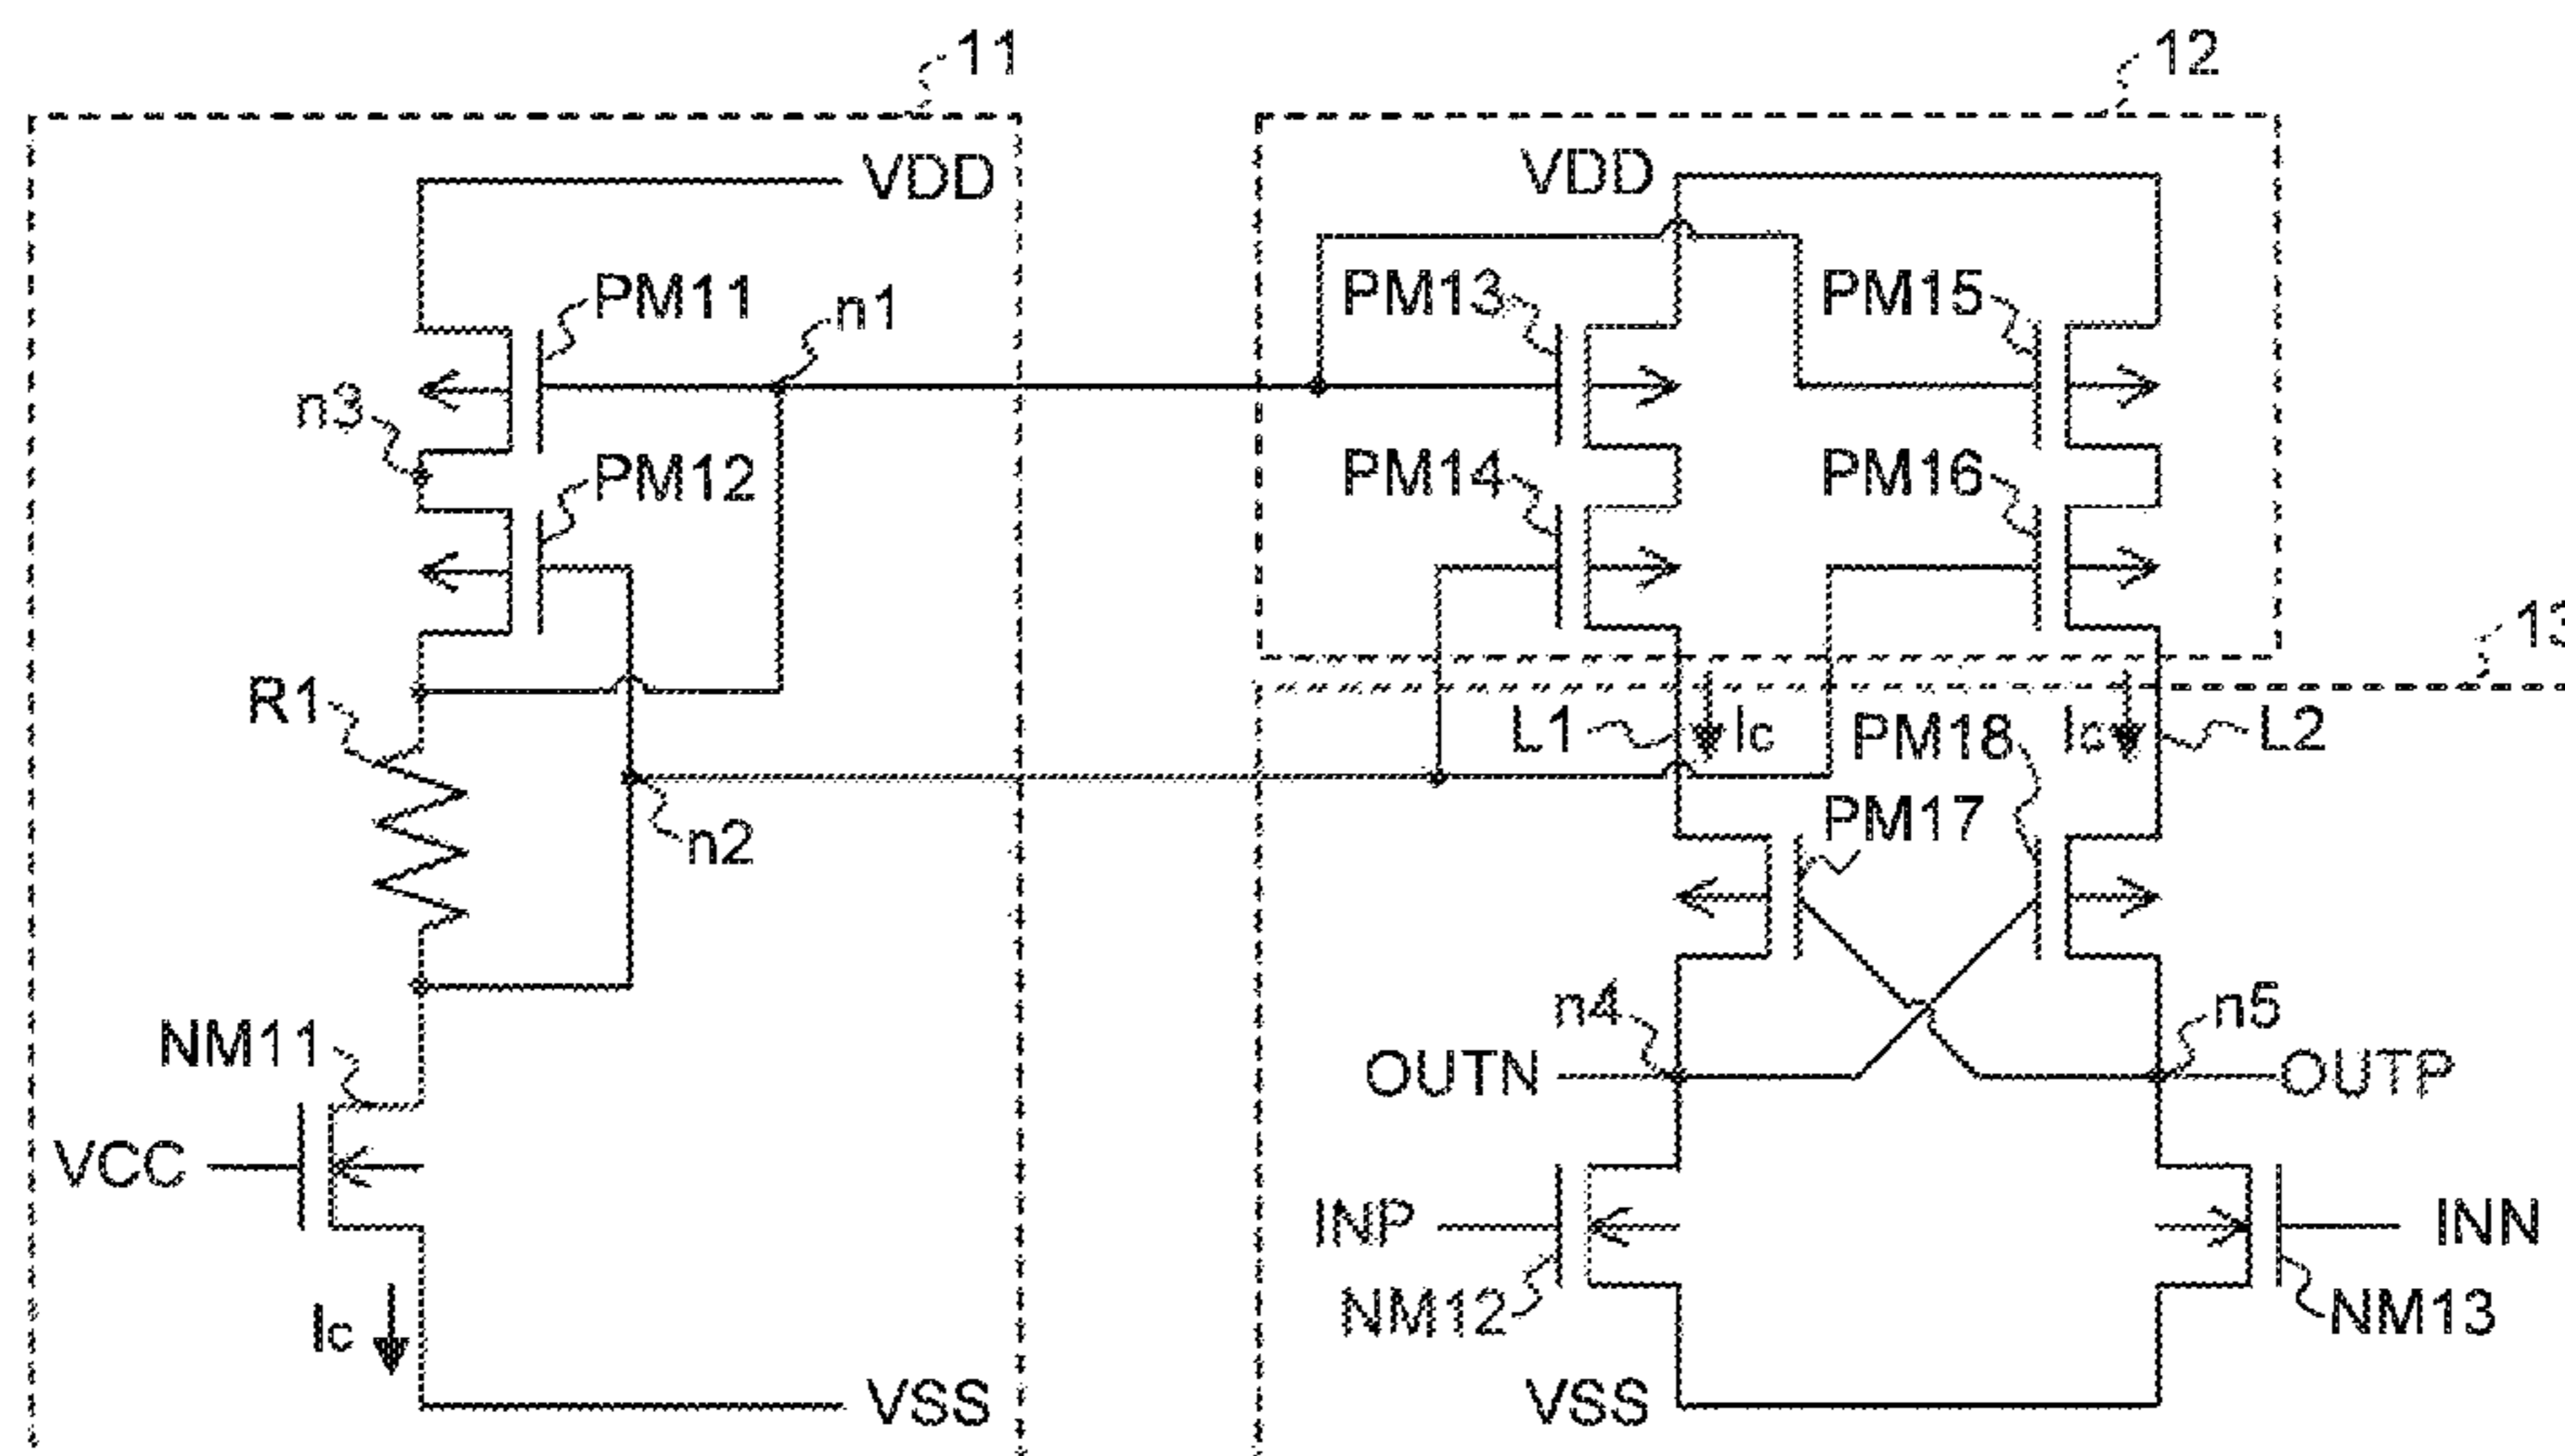 11
12
VDD
VDD
PM11
n1
PM13
PM15
n3
PM12
PM14
PM16
13
R1
L1
Ic
PM18
Ic
L2
PM17
n2
n4
n5
NM11
OUTN
OUTP
VCC
INP
INN
Ic
NM12
NM13
VSS
VSS